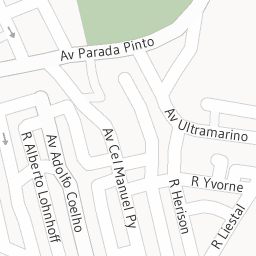 Av Parada Pinto
Av Ultramarino
Av Cel Manuel Py
Av Adolfo Coelho
R Alberto Lohnhoff
R Yvorne
R Herison
R Liestal